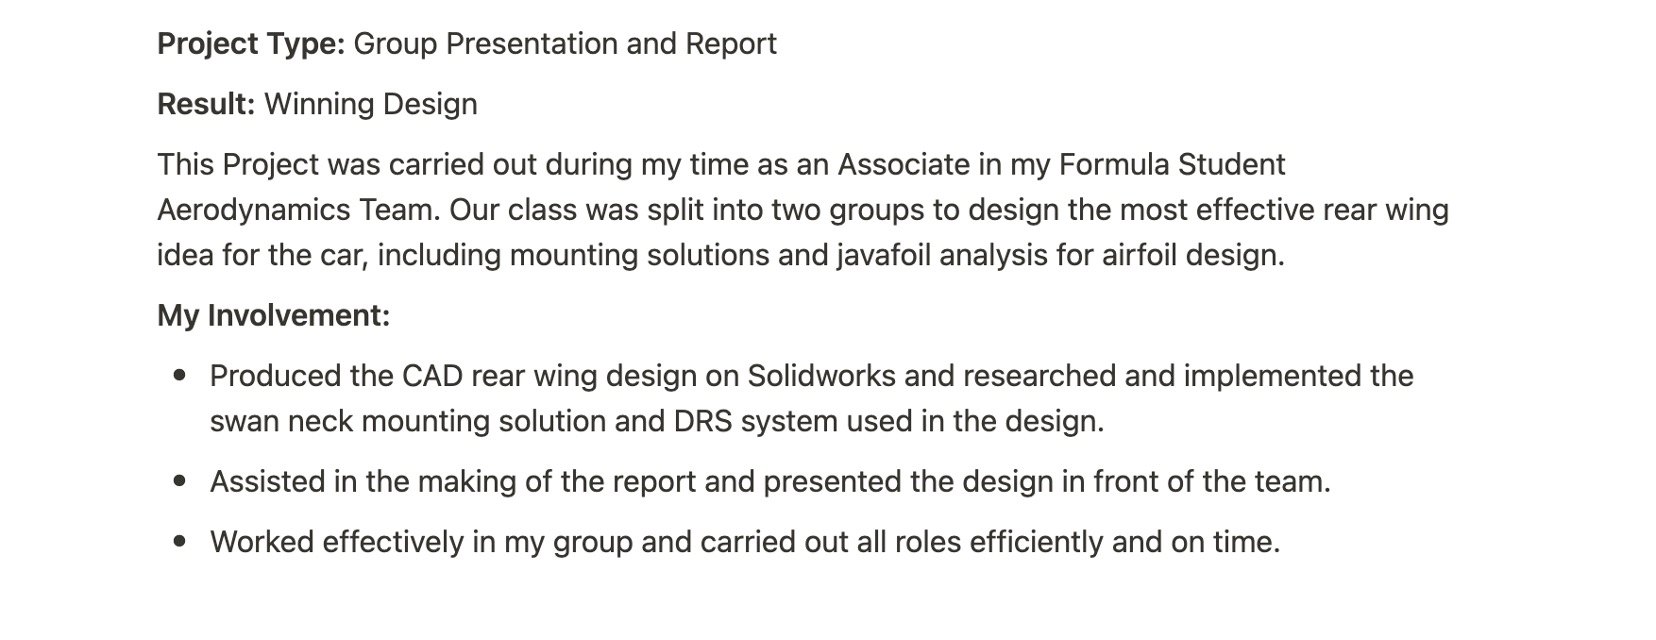 Project Type: Group Presentation and Report
Result: Winning Design
This Project was carried out during my time as an Associate in my Formula Student
Aerodynamics Team. Our class was split into two groups to design the most effective rear wing
idea for the car, including mounting solutions and javafoil analysis for airfoil design.
My Involvement:
• Produced the CAD rear wing design on Solidworks and researched and implemented the
swan neck mounting solution and DRS system used in the design.
• Assisted in the making of the report and presented the design in front of the team.
• Worked effectively in my group and carried out all roles efficiently and on time.